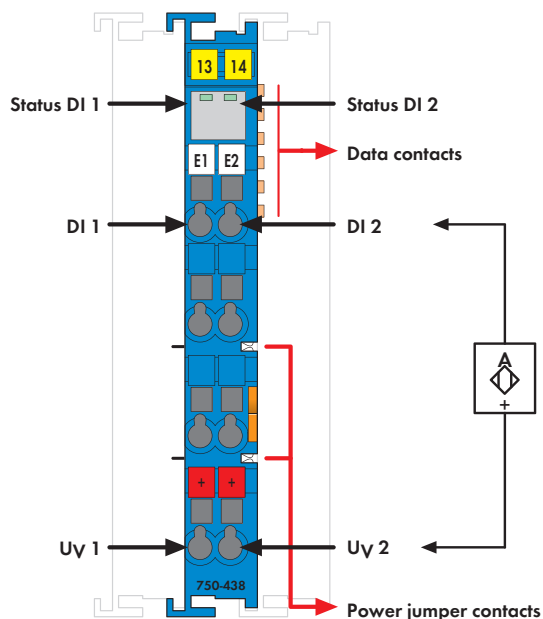 13 14
Status DI 1 Status DI 2
Data contacts
E1 E2
DI 1 DI 2
A
+
+ +
UV 1 UV 2
750-438
Power jumper contacts